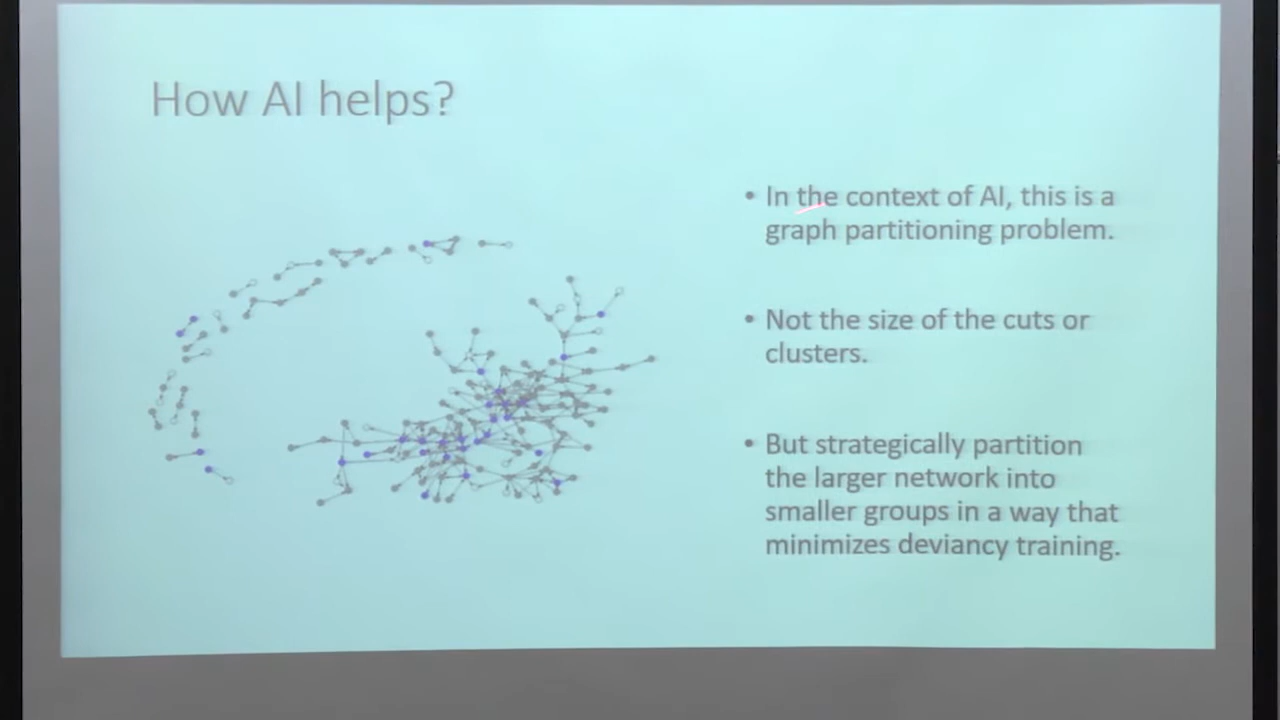 How AI helps?
• In the context of AI, this is a
graph partitioning problem.
• Not the size of the cuts or
clusters.
• But strategically partition
the larger network into
smaller groups in a way that
minimizes deviancy training.